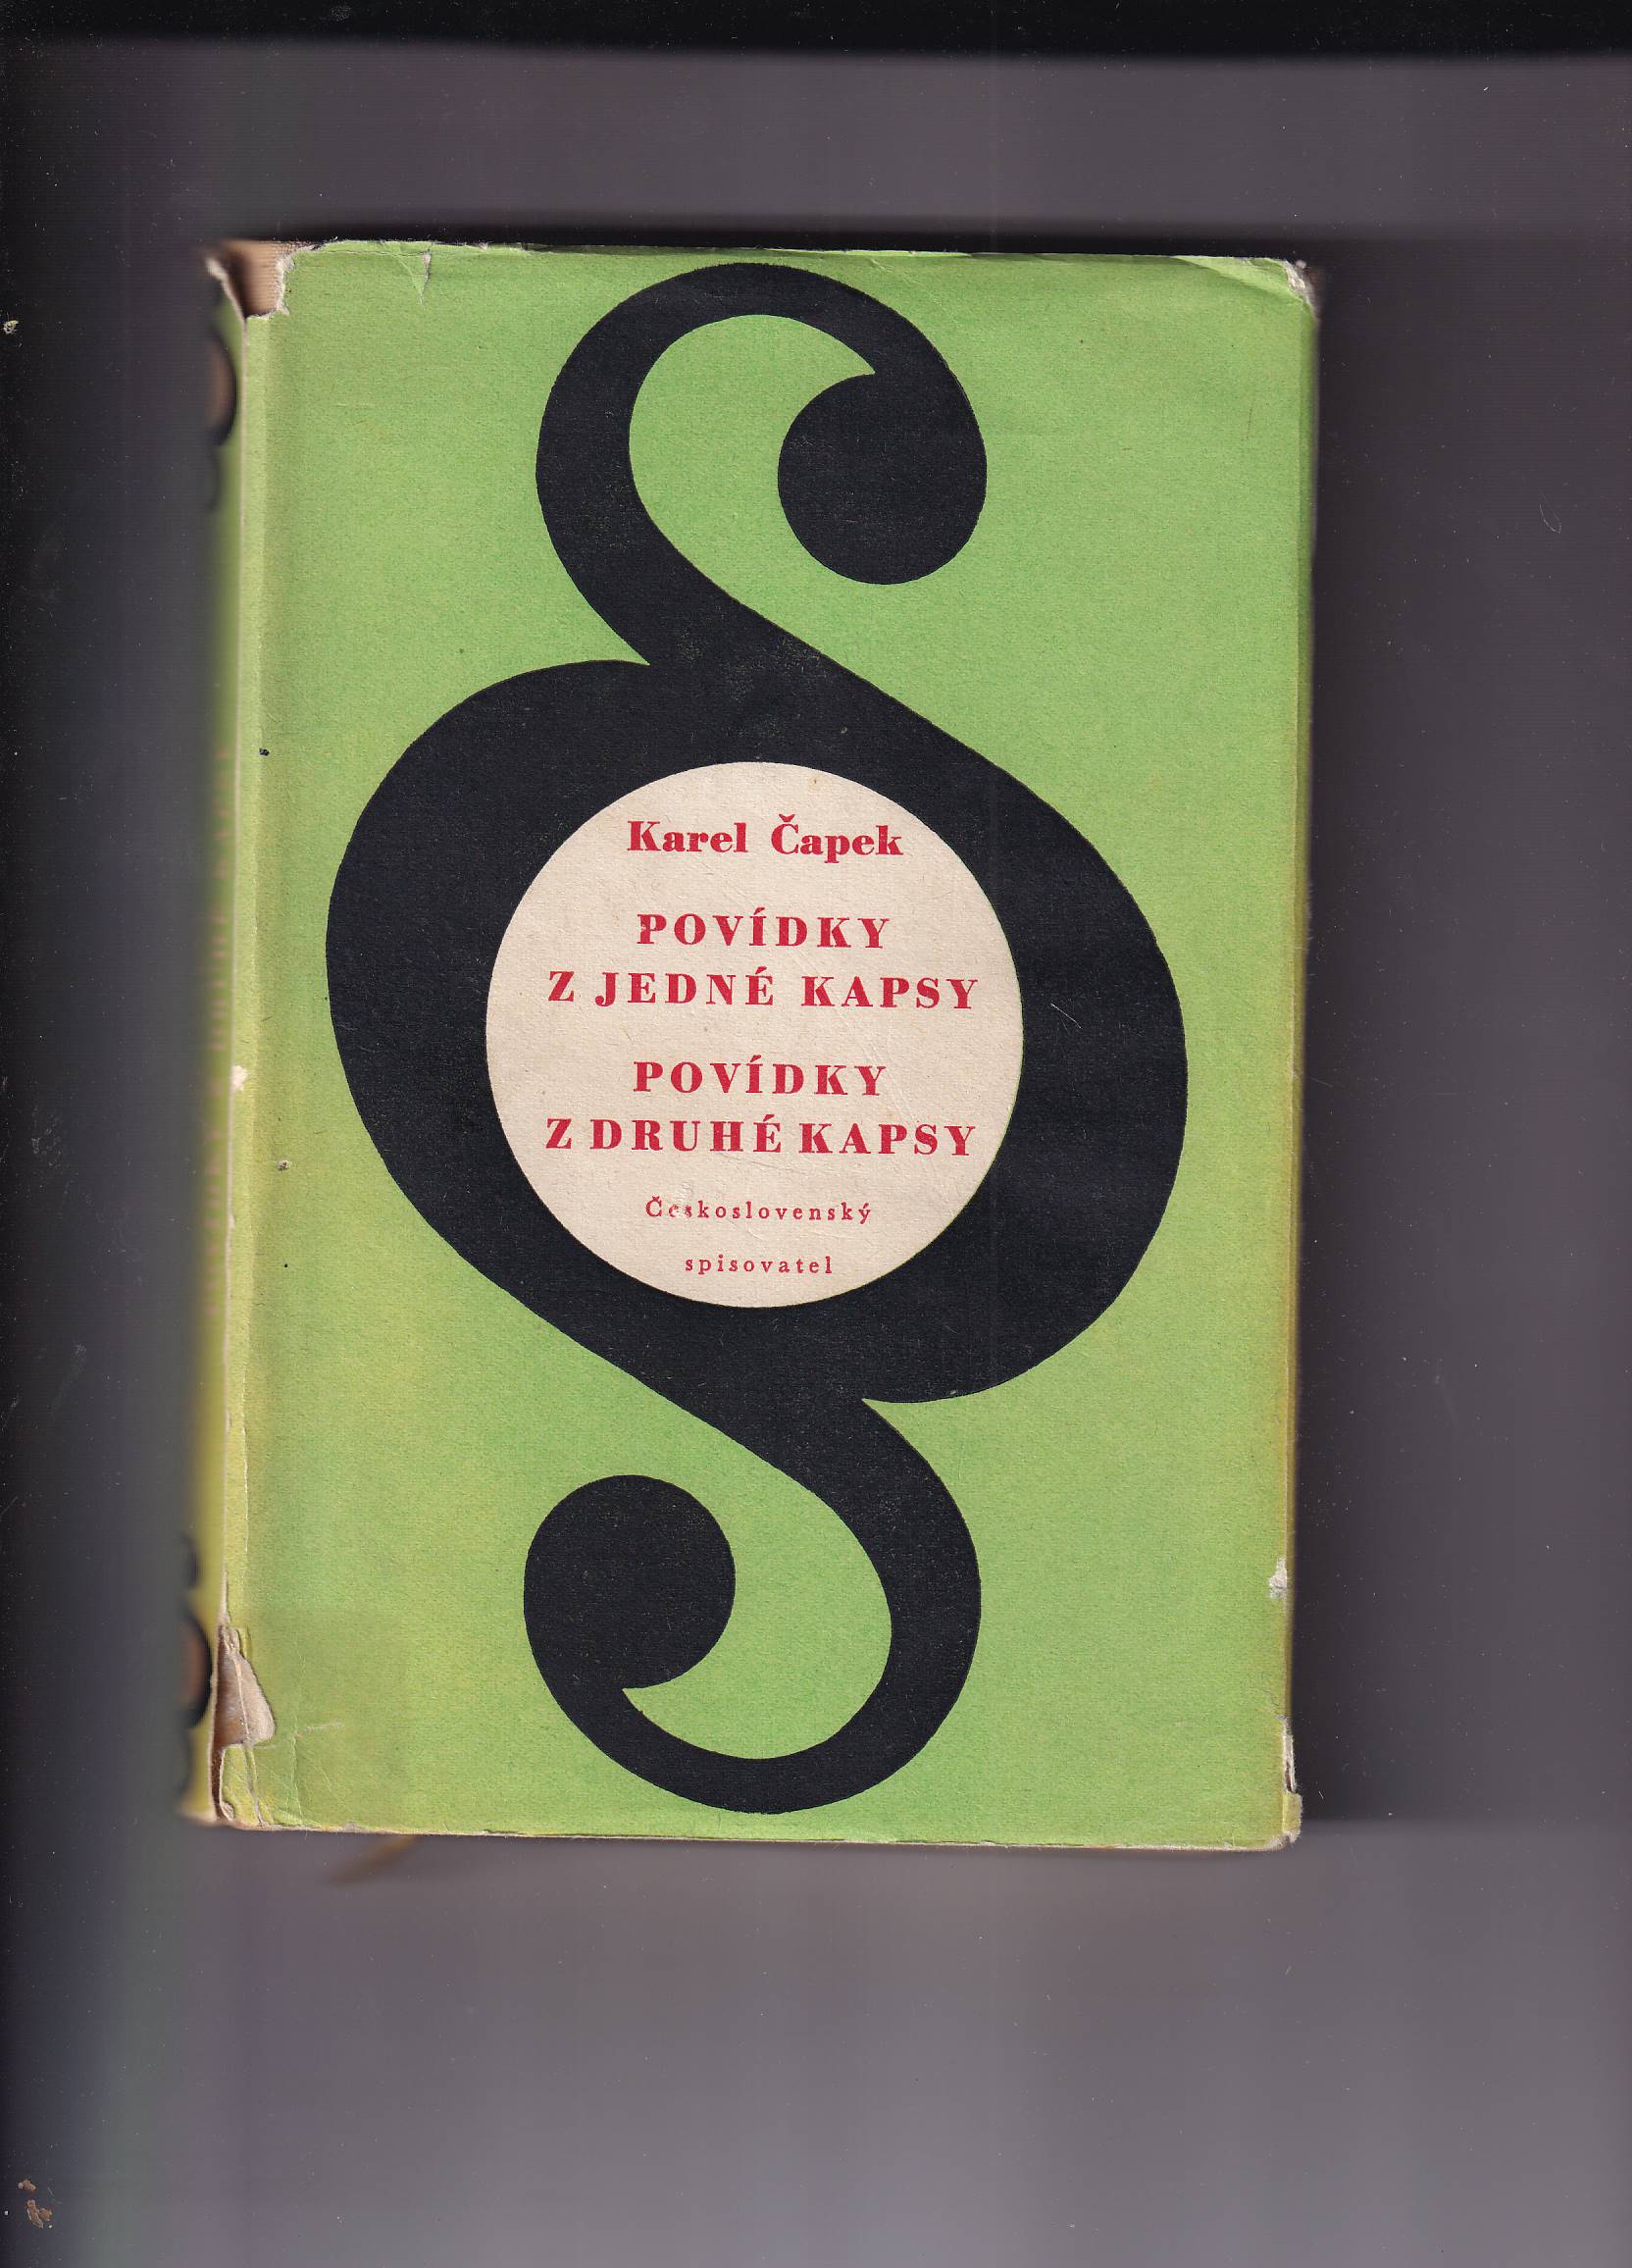 Karel Čapek
POVÍDKY
Z JEDNÉ KAPSY
POVÍDKY
Z DRUHÉ KAPSY
Československý
spisovatel